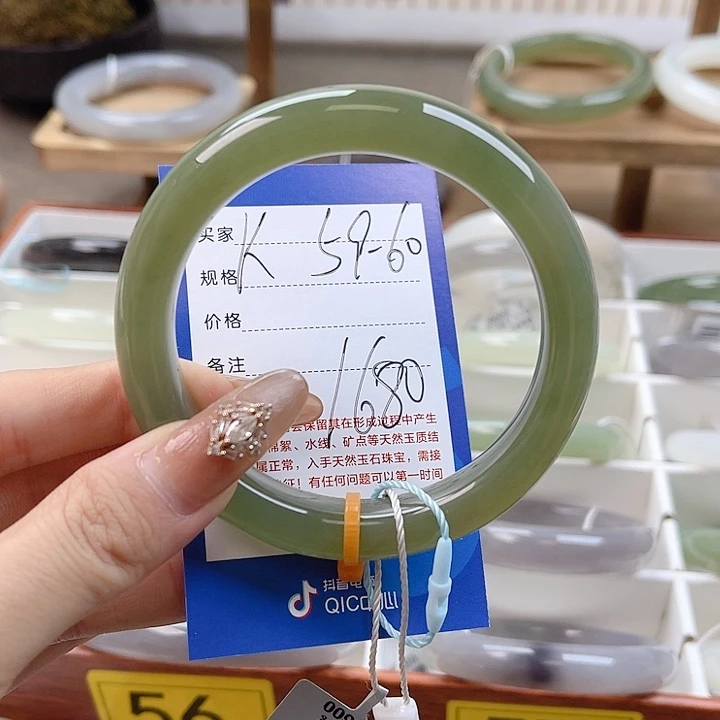 买家 K 59-60
规格
价格
备注 1680
会保留其在形成过程中产生
棉絮、水线、矿点等天然玉质结
属正常，入手天然玉石珠宝，需接
征！有任何问题可以第一时间
抖音电
QIC 心
56